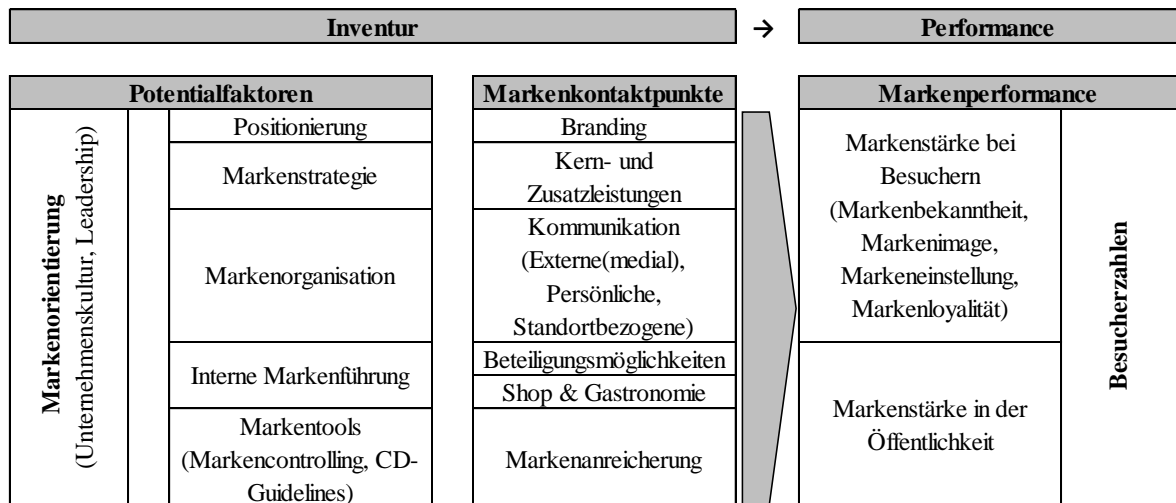 Inventur
→
Performance
Potentialfaktoren
Markenkontaktpunkte
Markenperformance
Markenorientierung
(Unternehmenskultur, Leadership)
Positionierung
Markenstrategie
Markenorganisation
Interne Markenführung
Markentools
(Markencontrolling, CD-
Guidelines)
Branding
Kern- und
Zusatzleistungen
Kommunikation
(Externe(medial),
Persönliche,
Standortbezogene)
Beteiligungsmöglichkeiten
Shop & Gastronomie
Markenanreicherung
Markenstärke bei
Besuchern
(Markenbekanntheit,
Markenimage,
Markeneinstellung,
Markenloyalität)
Markenstärke in der
Öffentlichkeit
Besucherzahlen